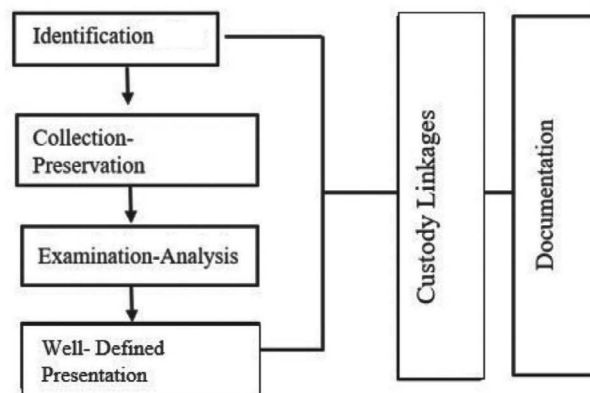 Identification
Collection-
Preservation
Examination-Analysis
Well- Defined
Presentation
Custody Linkages
Documentation